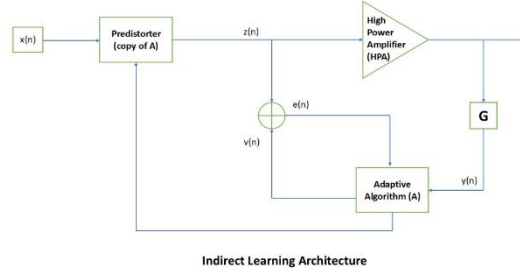 x(n)
Predistorter
(copy of A)
z(n)
High
Power
Amplifier
(HPA)
e(n)
G
v(n)
Adaptive
Algorithm (A)
y(n)
Indirect Learning Architecture